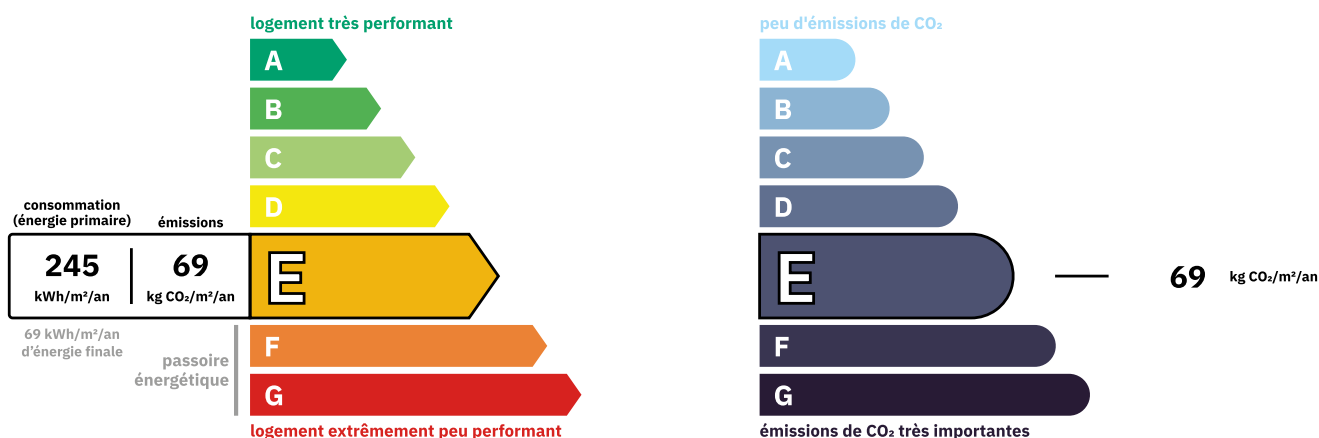 logement très performant
A
B
C
D
consommation
(énergie primaire)
émissions
245
kWh/m²/an
69
kg CO₂/m²/an
E
69 kWh/m²/an
d'énergie finale
passoire
énergétique
F
G
logement extrêmement peu performant
peu d'émissions de CO₂
A
B
C
D
E
69 kg CO₂/m²/an
F
G
émissions de CO₂ très importantes